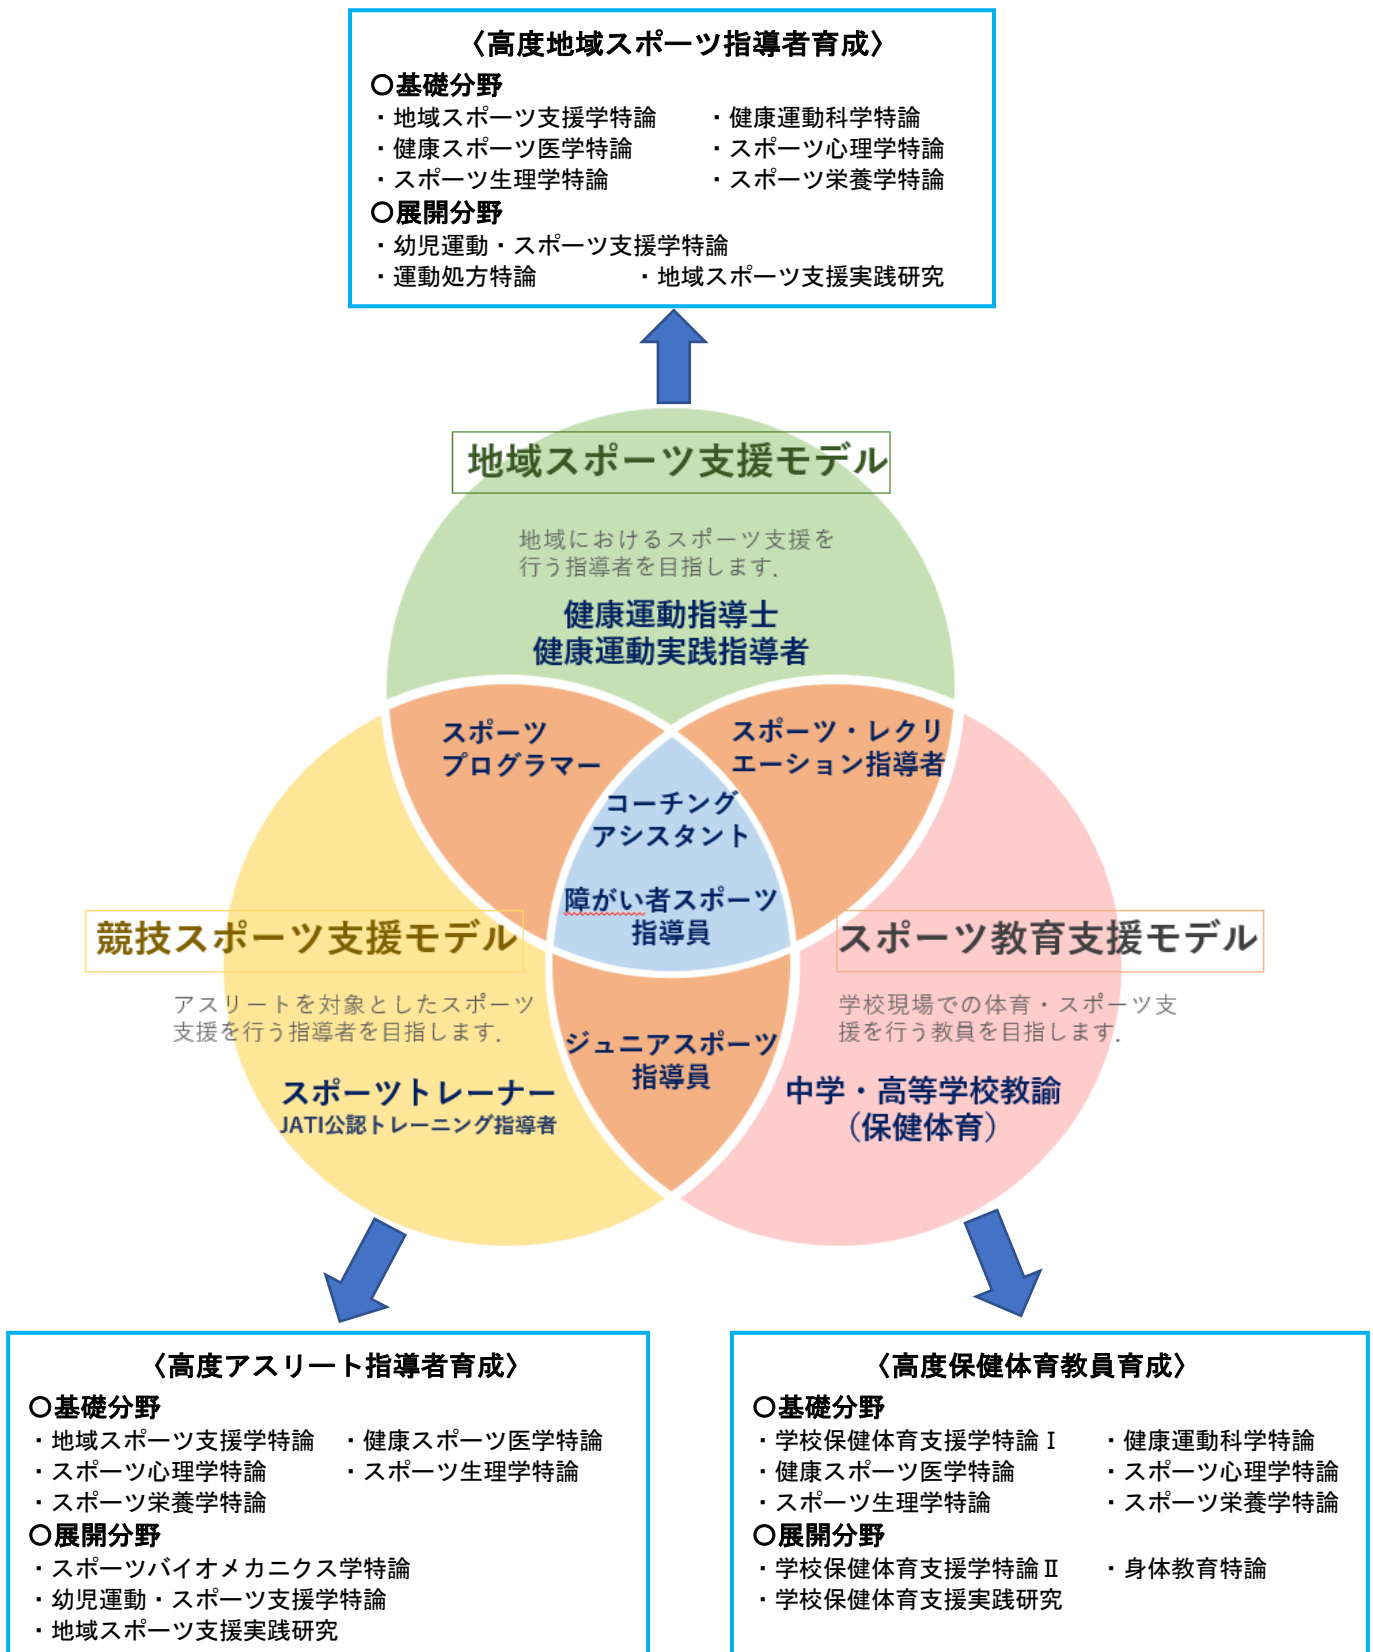 〈高度地域スポーツ指導者育成〉
〇基礎分野
・地域スポーツ支援学特論　・健康運動科学特論
・健康スポーツ医学特論　・スポーツ心理学特論
・スポーツ生理学特論　・スポーツ栄養学特論
〇展開分野
・幼児運動・スポーツ支援学特論
・運動処方特論　・地域スポーツ支援実践研究
地域スポーツ支援モデル
地域におけるスポーツ支援を
行う指導者を目指します.
健康運動指導士
健康運動実践指導者
スポーツ
プログラマー
スポーツ・レクリ
エーション指導者
コーチング
アシスタント
障がい者スポーツ
指導員
競技スポーツ支援モデル
アスリートを対象としたスポーツ
支援を行う指導者を目指します.
スポーツトレーナー
JATI公認トレーニング指導者
ジュニアスポーツ
指導員
スポーツ教育支援モデル
学校現場での体育・スポーツ支
援を行う教員を目指します.
中学・高等学校教諭
（保健体育）
〈高度アスリート指導者育成〉
〇基礎分野
・地域スポーツ支援学特論　・健康スポーツ医学特論
・スポーツ心理学特論　・スポーツ生理学特論
・スポーツ栄養学特論
〇展開分野
・スポーツバイオメカニクス学特論
・幼児運動・スポーツ支援学特論
・地域スポーツ支援実践研究
〈高度保健体育教員育成〉
〇基礎分野
・学校保健体育支援学特論Ⅰ　・健康運動科学特論
・健康スポーツ医学特論　・スポーツ心理学特論
・スポーツ生理学特論　・スポーツ栄養学特論
〇展開分野
・学校保健体育支援学特論Ⅱ　・身体教育特論
・学校保健体育支援実践研究